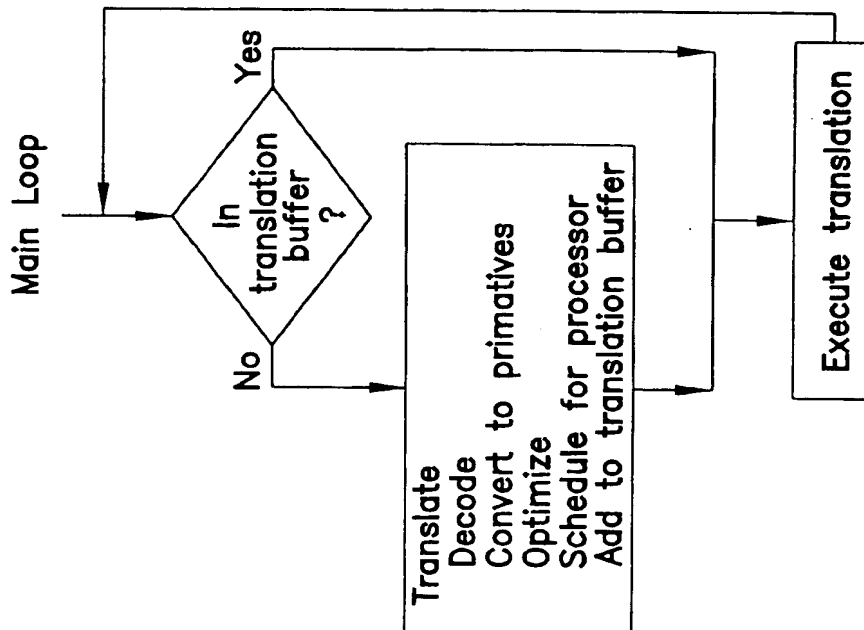 Main Loop
In
translation
buffer
?
Yes
No
Translate
Decode
Convert to primatives
Optimize
Schedule for processor
Add to translation buffer
Execute translation